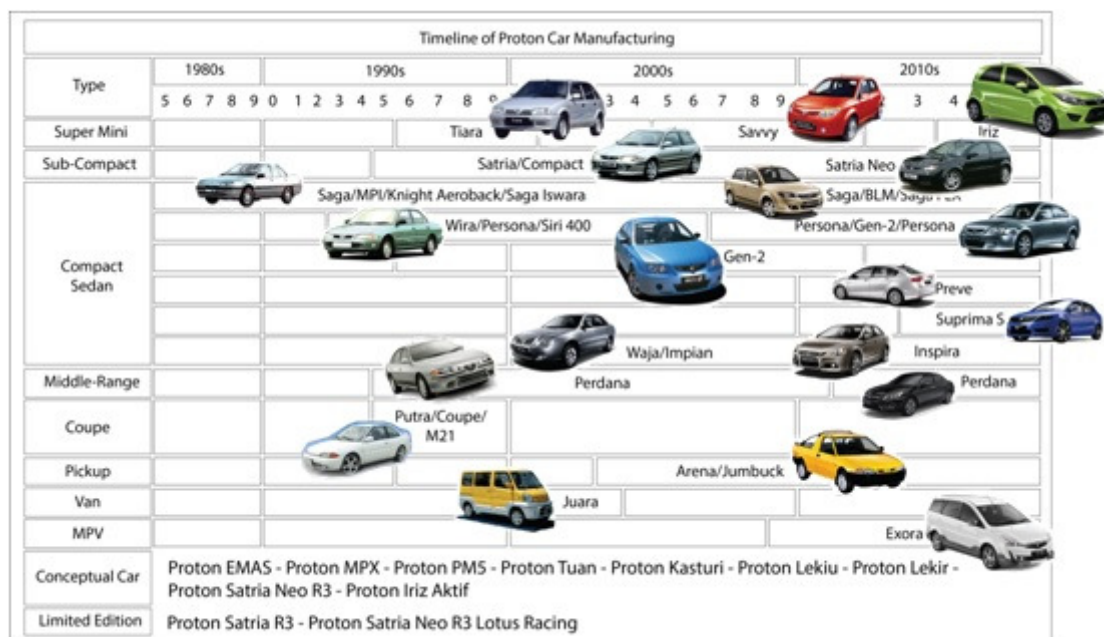 Timeline of Proton Car Manufacturing
Type
1980s 1990s 2000s 2010s
5 6 7 8 9 0 1 2 3 4 5 6 7 8 9 3 4 5 6 7 8 9 3 4
Super Mini Tiara Savvy Iriz
Sub-Compact Satria/Compact Satria Neo
Compact
Sedan
Saga/MPI/Knight Aeroback/Saga Iswara Saga/BLM/Saga FLX
Wira/Persona/Siri 400 Persona/Gen-2/Persona
Gen-2
Preve
Suprima S
Waja/Impian Inspira
Middle-Range Perdana Perdana
Coupe
Putra/Coupe/
M21
Pickup Arena/Jumbuck
Van Juara
MPV Exora
Conceptual Car
Proton EMAS - Proton MPX - Proton PM5 - Proton Tuan - Proton Kasturi - Proton Lekiu - Proton Lekir -
Proton Satria Neo R3 - Proton Iriz Aktif
Limited Edition Proton Satria R3 - Proton Satria Neo R3 Lotus Racing